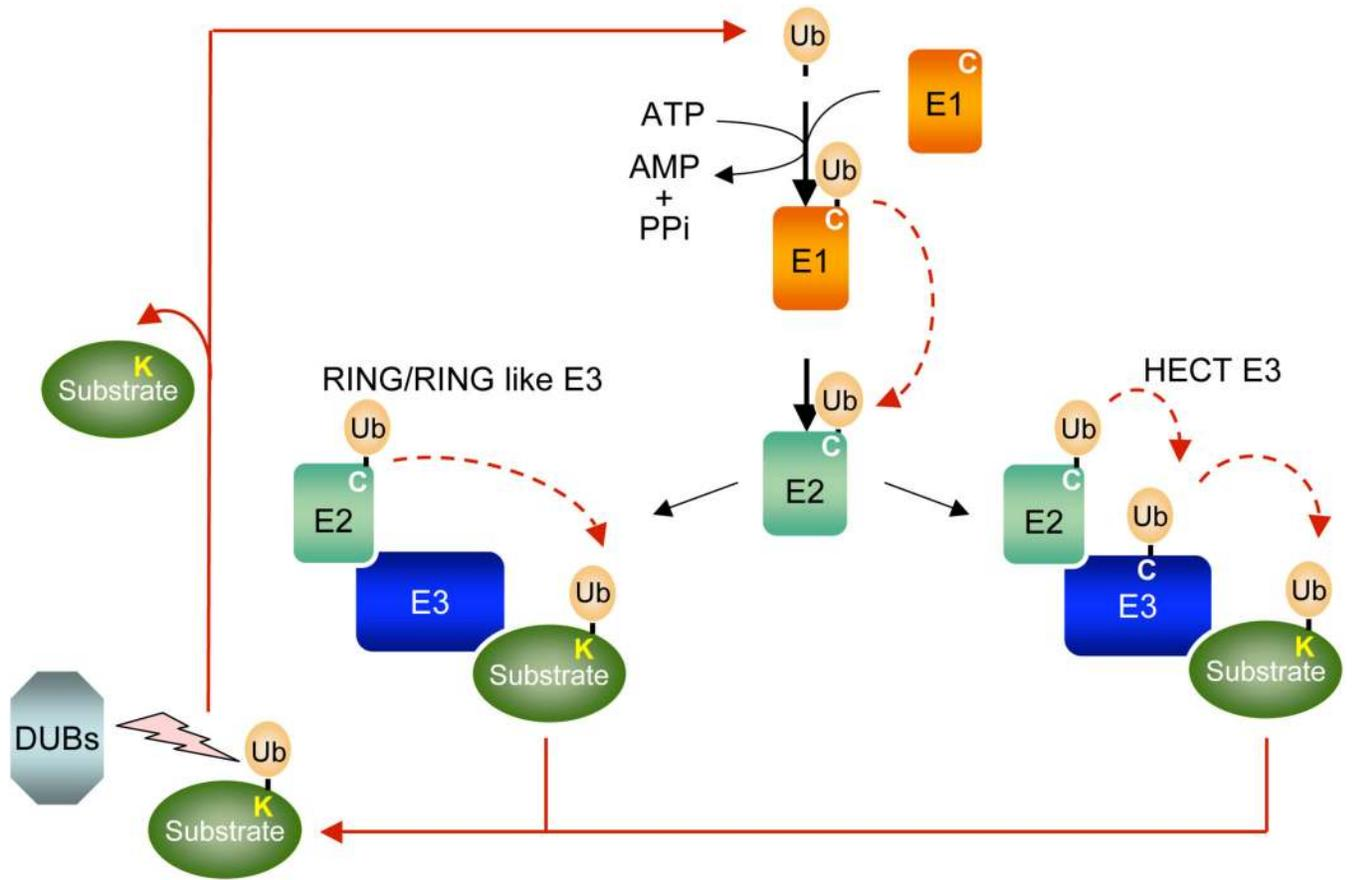 Ub
C
E1
ATP
AMP
+
PPi
Ub
C
E1
K
Substrate
RING/RING like E3
HECT E3
Ub
C
E2
Ub
C
E2
E3
Ub
K
Substrate
Ub
C
E2
Ub
C
E3
Ub
K
Substrate
DUBs
Ub
K
Substrate